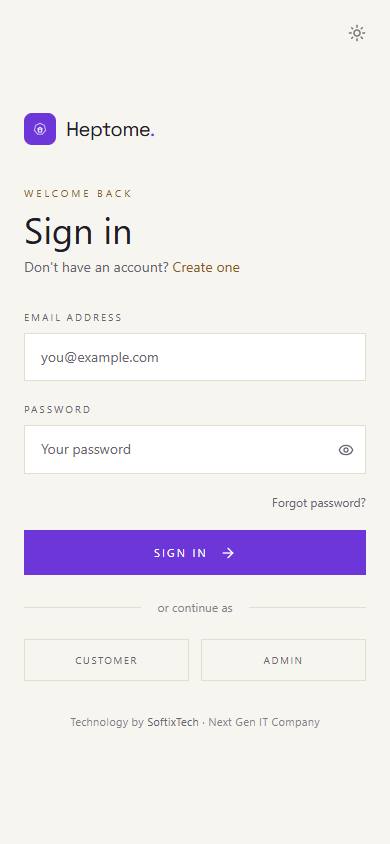 Heptome.
WELCOME BACK
Sign in
Don't have an account? Create one
EMAIL ADDRESS
you@example.com
PASSWORD
Your password
Forgot password?
SIGN IN
or continue as
CUSTOMER ADMIN
Technology by SoftixTech · Next Gen IT Company